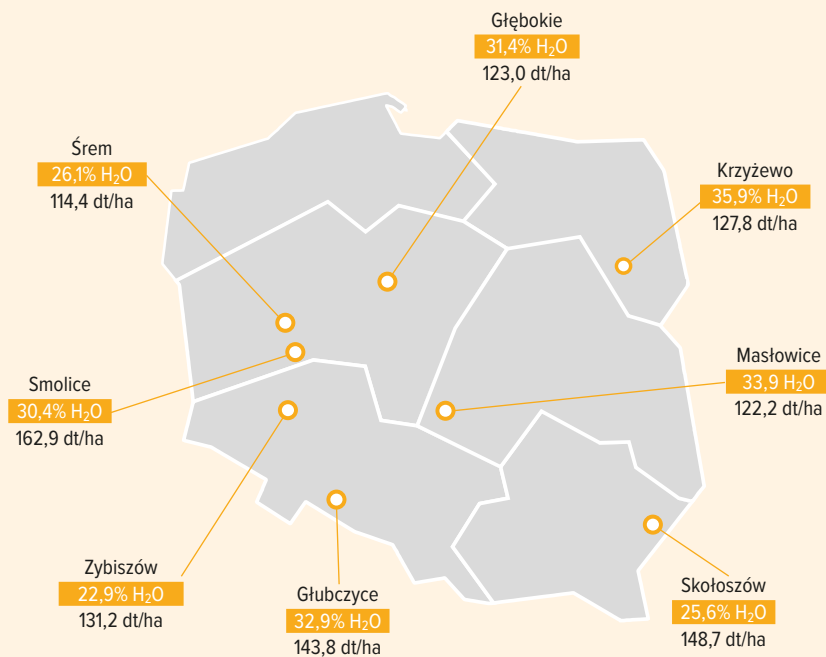 Głębokie
31,4% H₂O
123,0 dt/ha
Śrem
26,1% H₂O
114,4 dt/ha
Krzyżewo
35,9% H₂O
127,8 dt/ha
Smolice
30,4% H₂O
162,9 dt/ha
Masłowice
33,9 H₂O
122,2 dt/ha
Zybiszów
22,9% H₂O
131,2 dt/ha
Głubczyce
32,9% H₂O
143,8 dt/ha
Skołoszów
25,6% H₂O
148,7 dt/ha